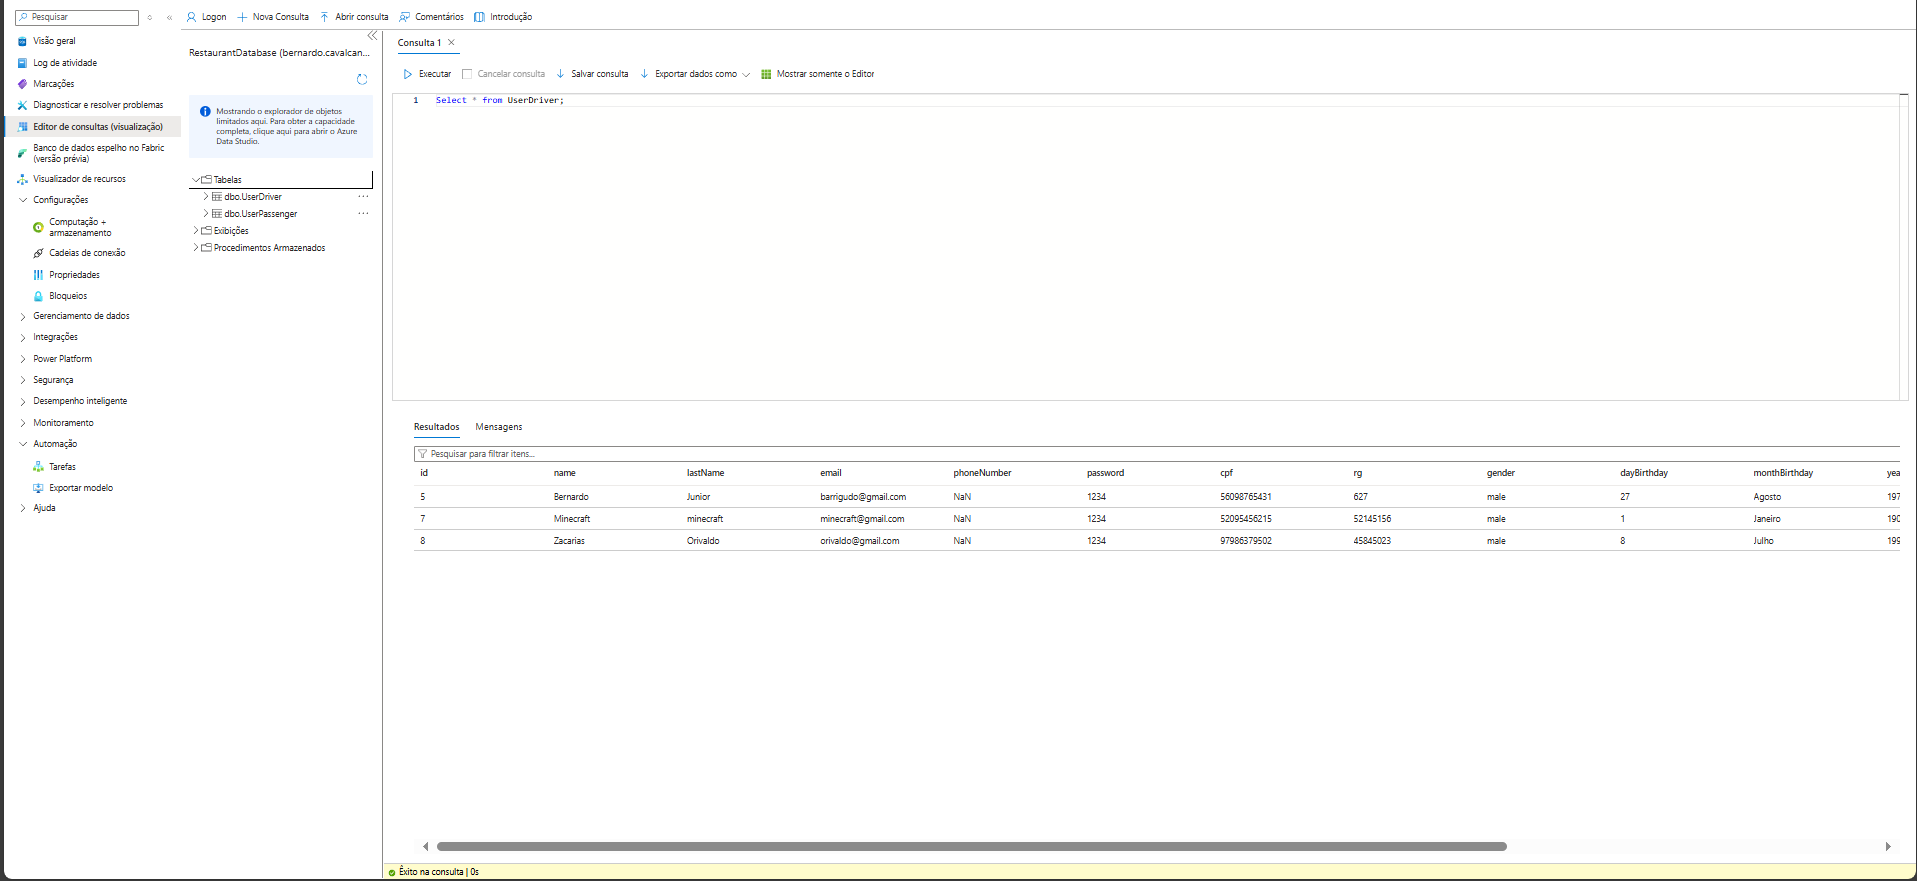 Pesquisar
Logon
Nova Consulta
Abrir consulta
Comentários
Introdução
Visão geral
Log de atividade
Marcações
Diagnosticar e resolver problemas
Editor de consultas (visualização)
Banco de dados espelho no Fabric
(versão prévia)
Visualizador de recursos
Configurações
Computação +
armazenamento
Cadeias de conexão
Propriedades
Bloqueios
Gerenciamento de dados
Integrações
Power Platform
Segurança
Desempenho inteligente
Monitoramento
Automação
Tarefas
Exportar modelo
Ajuda
RestaurantDatabase (bernardo.cavalcan...
Mostrando o explorador de objetos
limitados aqui. Para obter a capacidade
completa, clique aqui para abrir o Azure
Data Studio.
Tabelas
dbo.UserDriver ...
dbo.UserPassenger ...
Exibições
Procedimentos Armazenados
Consulta 1
Executar Cancelar consulta Salvar consulta Exportar dados como Mostrar somente o Editor
1 Select * from UserDriver;
Resultados Mensagens
Pesquisar para filtrar itens...
id name lastName email phoneNumber password cpf rg gender dayBirthday monthBirthday yea
5 Bernardo Junior barrigudo@gmail.com NaN 1234 56098765431 627 male 27 Agosto 197
7 Minecraft minecraft minecraft@gmail.com NaN 1234 52095456215 52145156 male 1 Janeiro 190
8 Zacarias Orivaldo orivaldo@gmail.com NaN 1234 97986379502 45845023 male 8 Julho 199
Êxito na consulta | 0s